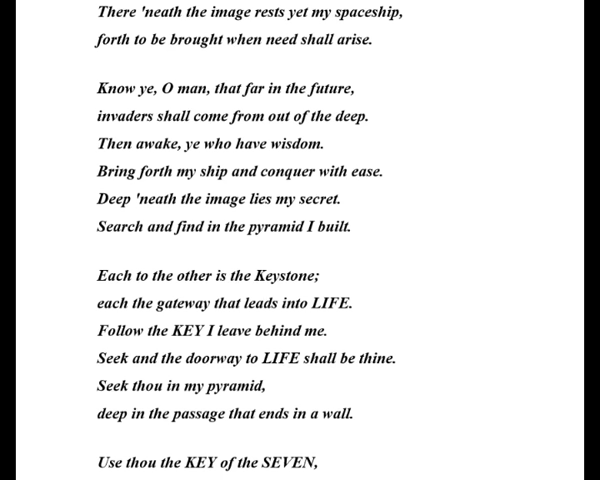 There 'neath the image rests yet my spaceship,
forth to be brought when need shall arise.
Know ye, O man, that far in the future,
invaders shall come from out of the deep.
Then awake, ye who have wisdom.
Bring forth my ship and conquer with ease.
Deep 'neath the image lies my secret.
Search and find in the pyramid I built.
Each to the other is the Keystone;
each the gateway that leads into LIFE.
Follow the KEY I leave behind me.
Seek and the doorway to LIFE shall be thine.
Seek thou in my pyramid,
deep in the passage that ends in a wall.
Use thou the KEY of the SEVEN,